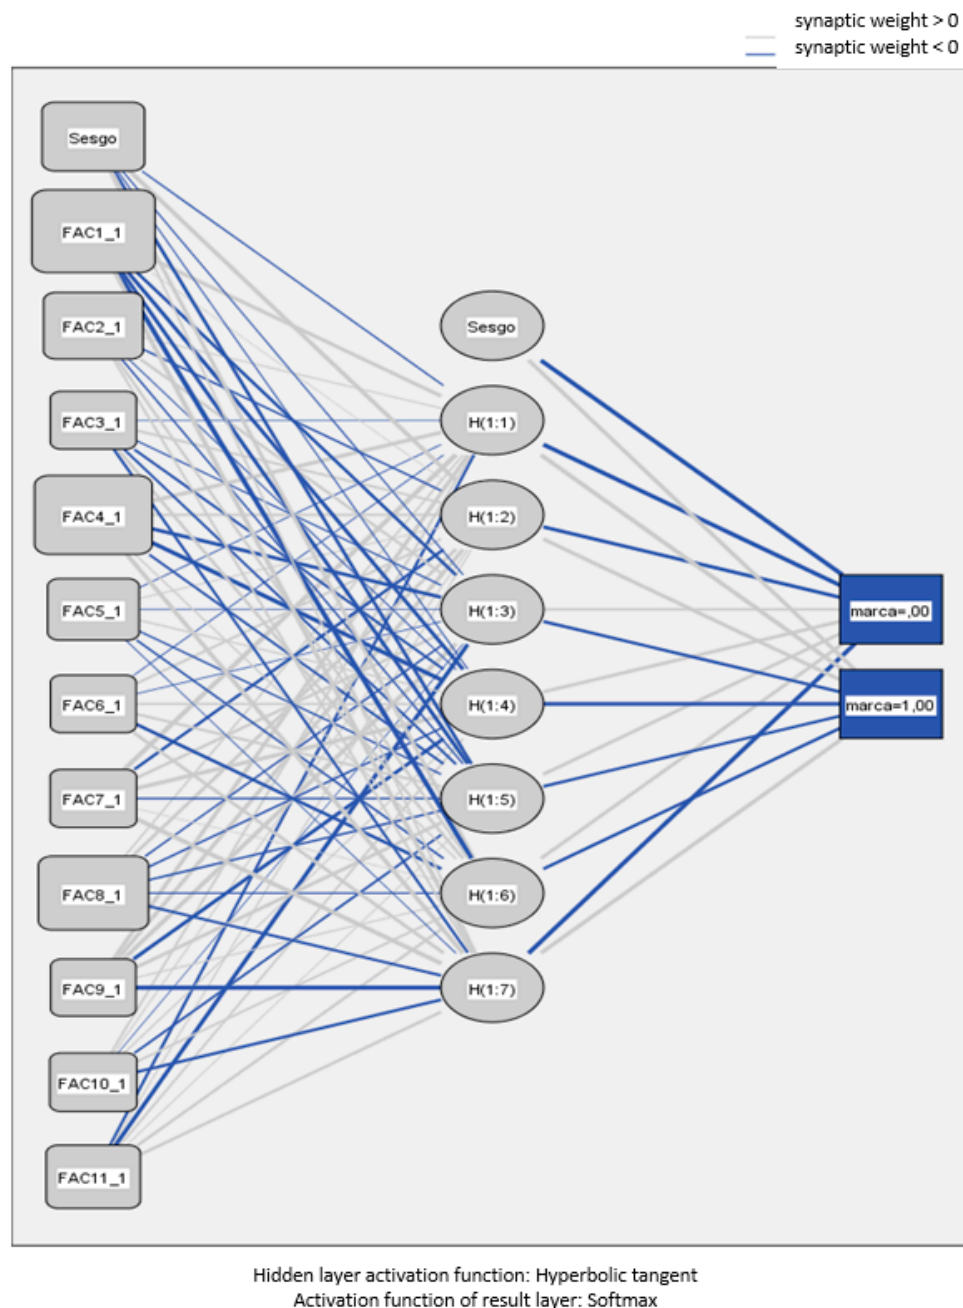 synaptic weight > 0
synaptic weight < 0
Sesgo
FAC1_1
FAC2_1
FAC3_1
FAC4_1
FAC5_1
FAC6_1
FAC7_1
FAC8_1
FAC9_1
FAC10_1
FAC11_1
Sesgo
H(1:1)
H(1:2)
H(1:3)
H(1:4)
H(1:5)
H(1:6)
H(1:7)
marca=,00
marca=1,00
Hidden layer activation function: Hyperbolic tangent
Activation function of result layer: Softmax